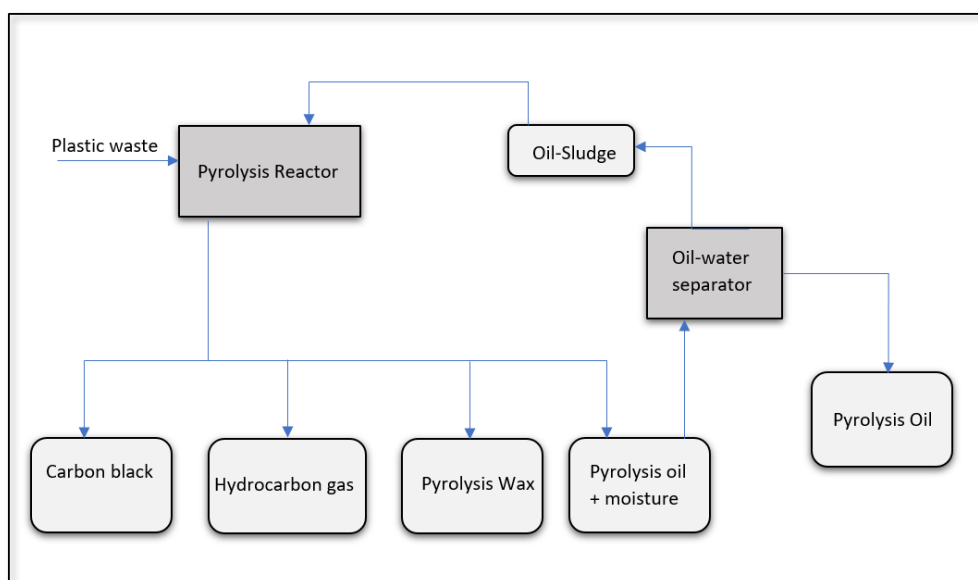 Plastic waste
Pyrolysis Reactor
Oil-Sludge
Oil-water
separator
Pyrolysis Oil
Carbon black
Hydrocarbon gas
Pyrolysis Wax
Pyrolysis oil
+ moisture